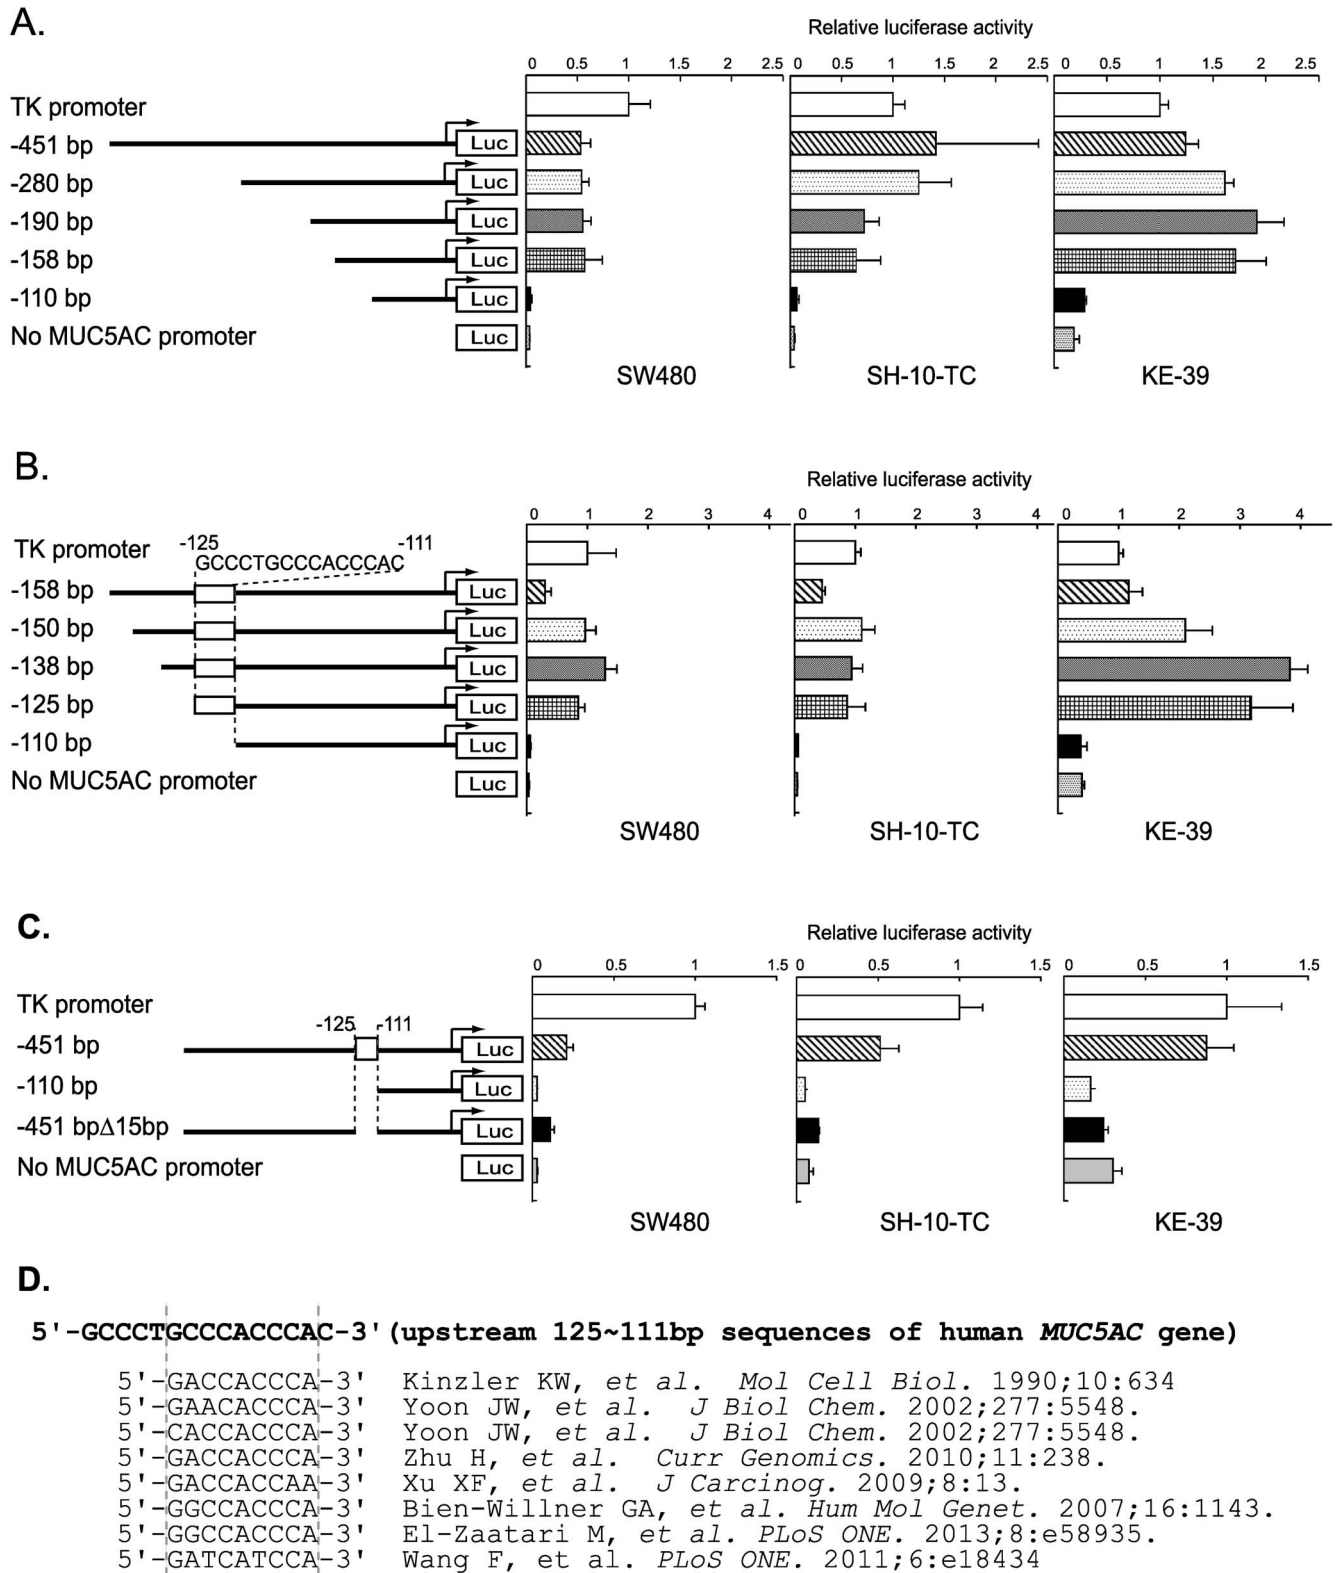 A.
Relative luciferase activity
0 0.5 1 1.5 2 2.5 0 0.5 1 1.5 2 2.5 0 0.5 1 1.5 2 2.5
TK promoter
-451 bp Luc
-280 bp Luc
-190 bp Luc
-158 bp Luc
-110 bp Luc
No MUC5AC promoter Luc
SW480 SH-10-TC KE-39
B.
Relative luciferase activity
0 1 2 3 4 0 1 2 3 4 0 1 2 3 4
TK promoter
-125 -111
GCCCTGCCCACCCAC
-158 bp Luc
-150 bp Luc
-138 bp Luc
-125 bp Luc
-110 bp Luc
No MUC5AC promoter Luc
SW480 SH-10-TC KE-39
C.
Relative luciferase activity
0 0.5 1 1.5 0 0.5 1 1.5 0 0.5 1 1.5
TK promoter
-125 -111
-451 bp Luc
-110 bp Luc
-451 bpΔ15bp Luc
No MUC5AC promoter Luc
SW480 SH-10-TC KE-39
D.
5'-GCCCTGCCCACCCAC-3' (upstream 125~111bp sequences of human MUC5AC gene)
5'-GACCACCCA-3' Kinzler KW, et al. Mol Cell Biol. 1990;10:634
5'-GAACACCCA-3' Yoon JW, et al. J Biol Chem. 2002;277:5548.
5'-CACCACCCA-3' Yoon JW, et al. J Biol Chem. 2002;277:5548.
5'-GACCACCCA-3' Zhu H, et al. Curr Genomics. 2010;11:238.
5'-GACCACCAA-3' Xu XF, et al. J Carcinog. 2009;8:13.
5'-GGCCACCCA-3' Bien-Willner GA, et al. Hum Mol Genet. 2007;16:1143.
5'-GGCCACCCA-3' El-Zaatari M, et al. PLoS ONE. 2013;8:e58935.
5'-GATCATCCA-3' Wang F, et al. PLoS ONE. 2011;6:e18434